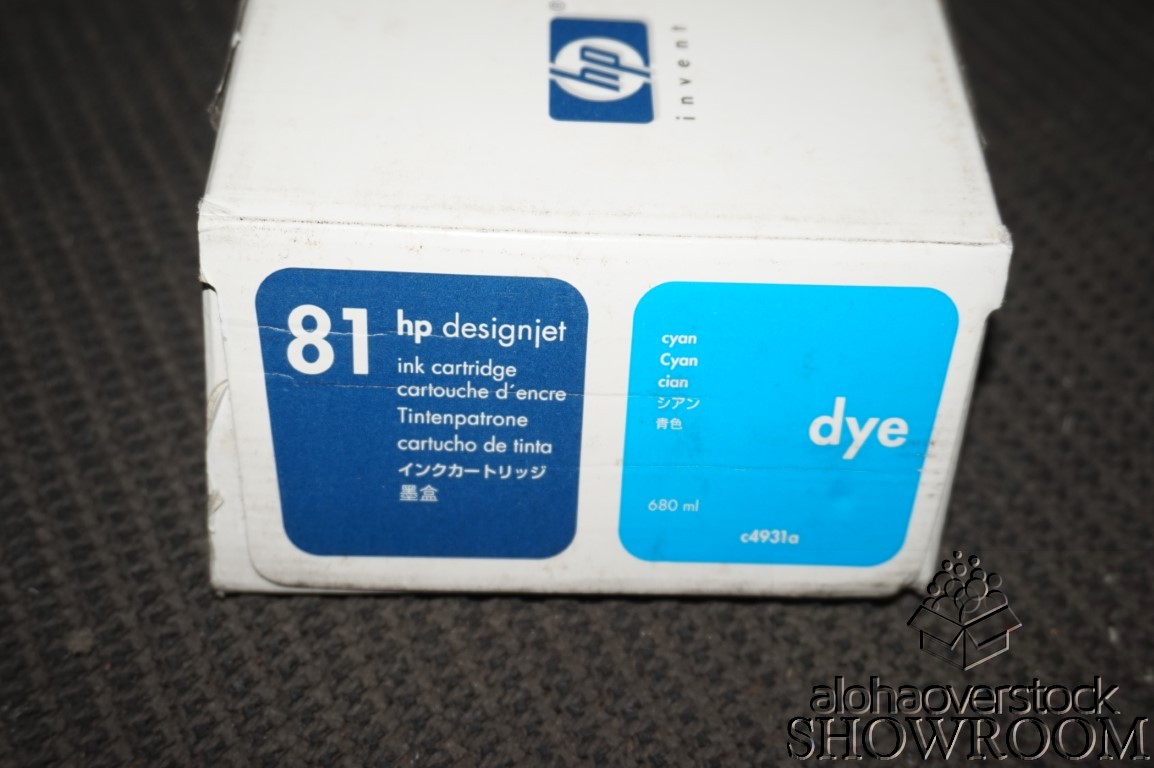 hp
invent
81
hp designjet
ink cartridge
cartouche d´encre
Tintenpatrone
cartucho de tinta
インクカートリッジ
墨盒
cyan
Cyan
cian
シアン
青色
dye
680 ml
c4931a
alohaoverstock
SHOWROOM